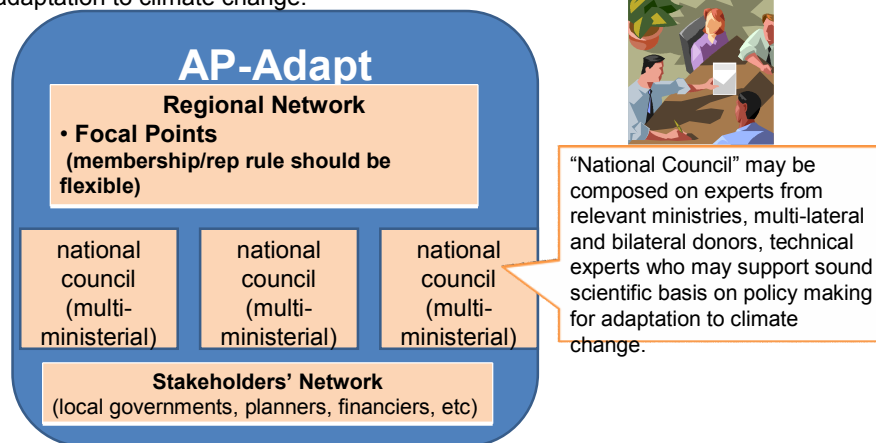 adaptation to climate change.
AP-Adapt
Regional Network
• Focal Points
(membership/rep rule should be
flexible)
national
council
(multi-
ministerial)
national
council
(multi-
ministerial)
national
council
(multi-
ministerial)
Stakeholders’ Network
(local governments, planners, financiers, etc)
“National Council” may be
composed on experts from
relevant ministries, multi-lateral
and bilateral donors, technical
experts who may support sound
scientific basis on policy making
for adaptation to climate
change.